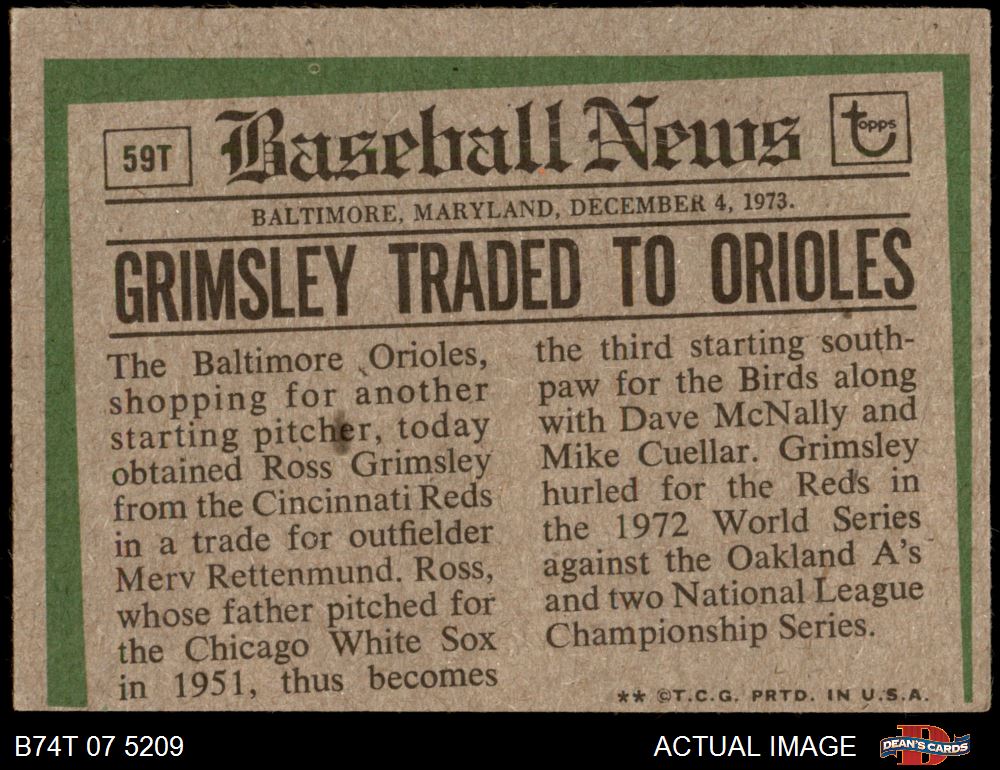 59T
Baseball News
topps
BALTIMORE, MARYLAND, DECEMBER 4, 1973.
GRIMSLEY TRADED TO ORIOLES
The Baltimore Orioles,
shopping for another
starting pitcher, today
obtained Ross Grimsley
from the Cincinnati Reds
in a trade for outfielder
Merv Rettenmund. Ross,
whose father pitched for
the Chicago White Sox
in 1951, thus becomes
the third starting south-
paw for the Birds along
with Dave McNally and
Mike Cuellar. Grimsley
hurled for the Reds in
the 1972 World Series
against the Oakland A's
and two National League
Championship Series.
** ©T.C.G. PRTD. IN U.S.A.
B74T 07 5209
ACTUAL IMAGE
D
DEAN'S CARDS